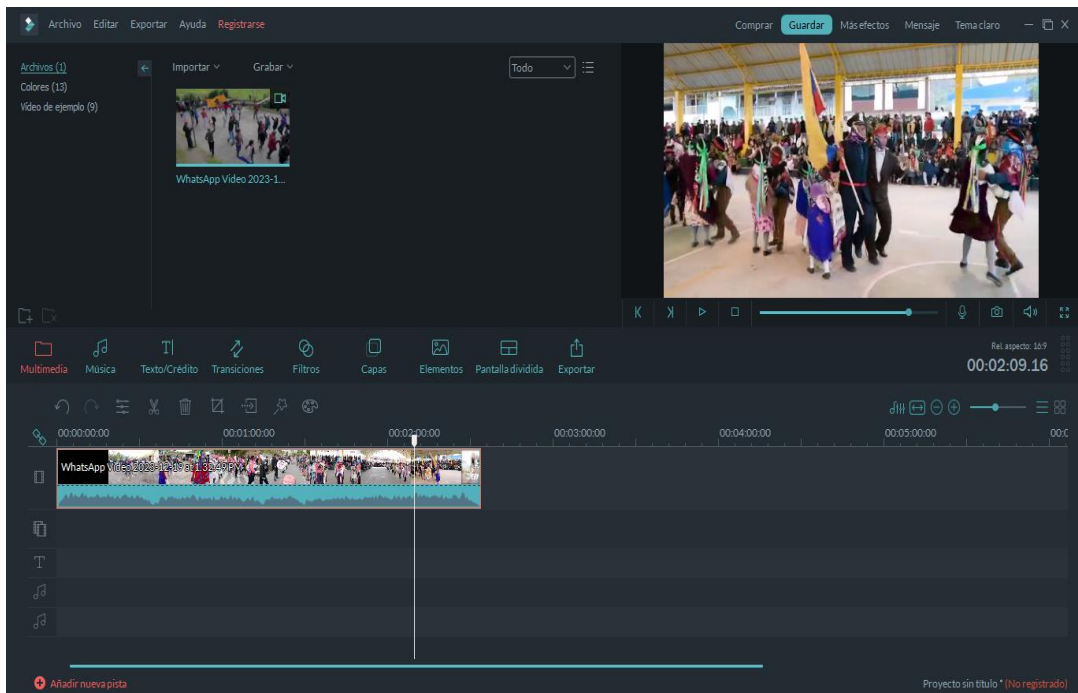 Archivo Editar Exportar Ayuda Registrarse Comprar Guardar Más efectos Mensaje Tema claro
Archivos (1) Importar Grabar Todo
Colores (13)
Vídeo de ejemplo (9)
WhatsApp Video 2023-1...
Multimedia Música Texto/Crédito Transiciones Filtros Capas Elementos Pantalla dividida Exportar
Rel. aspecto: 16:9
00:02:09.16
00:00:00:00 00:01:00:00 00:02:00:00 00:03:00:00 00:04:00:00 00:05:00:00 00:0
WhatsApp Video 2023-12-19 at 1.32.49 PM
Añadir nueva pista Proyecto sin título * (No registrado)